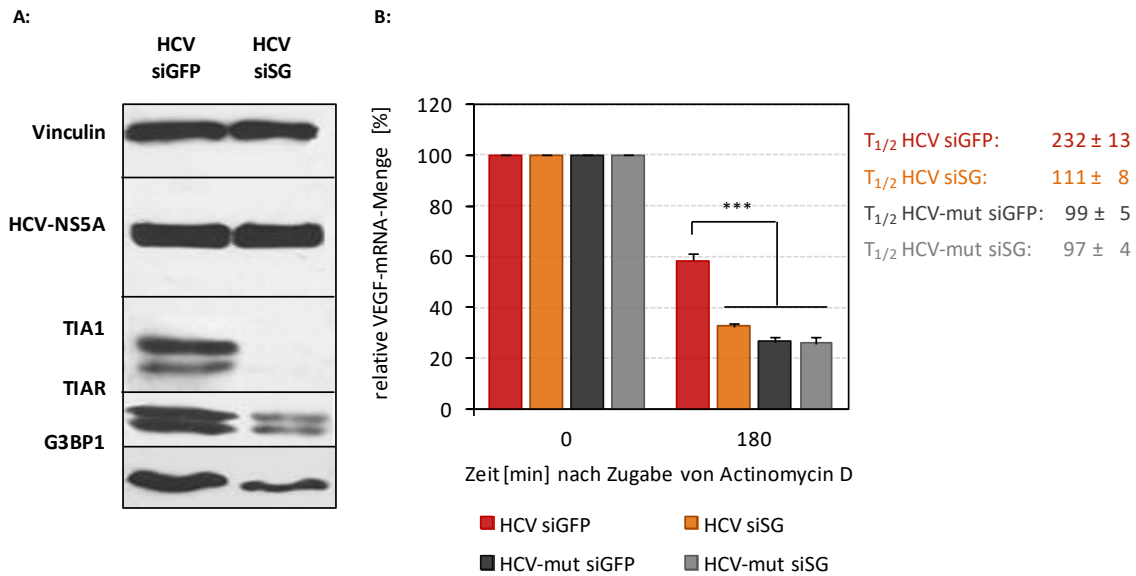 A:
HCV siGFP
HCV siSG
Vinculin
HCV-NS5A
TIA1
TIAR
G3BP1
B:
relative VEGF-mRNA-Menge [%]
120
100
80
60
40
20
0
***
0
180
Zeit [min] nach Zugabe von Actinomycin D
HCV siGFP
HCV siSG
HCV-mut siGFP
HCV-mut siSG
T1/2 HCV siGFP: 232 ± 13
T1/2 HCV siSG: 111 ± 8
T1/2 HCV-mut siGFP: 99 ± 5
T1/2 HCV-mut siSG: 97 ± 4